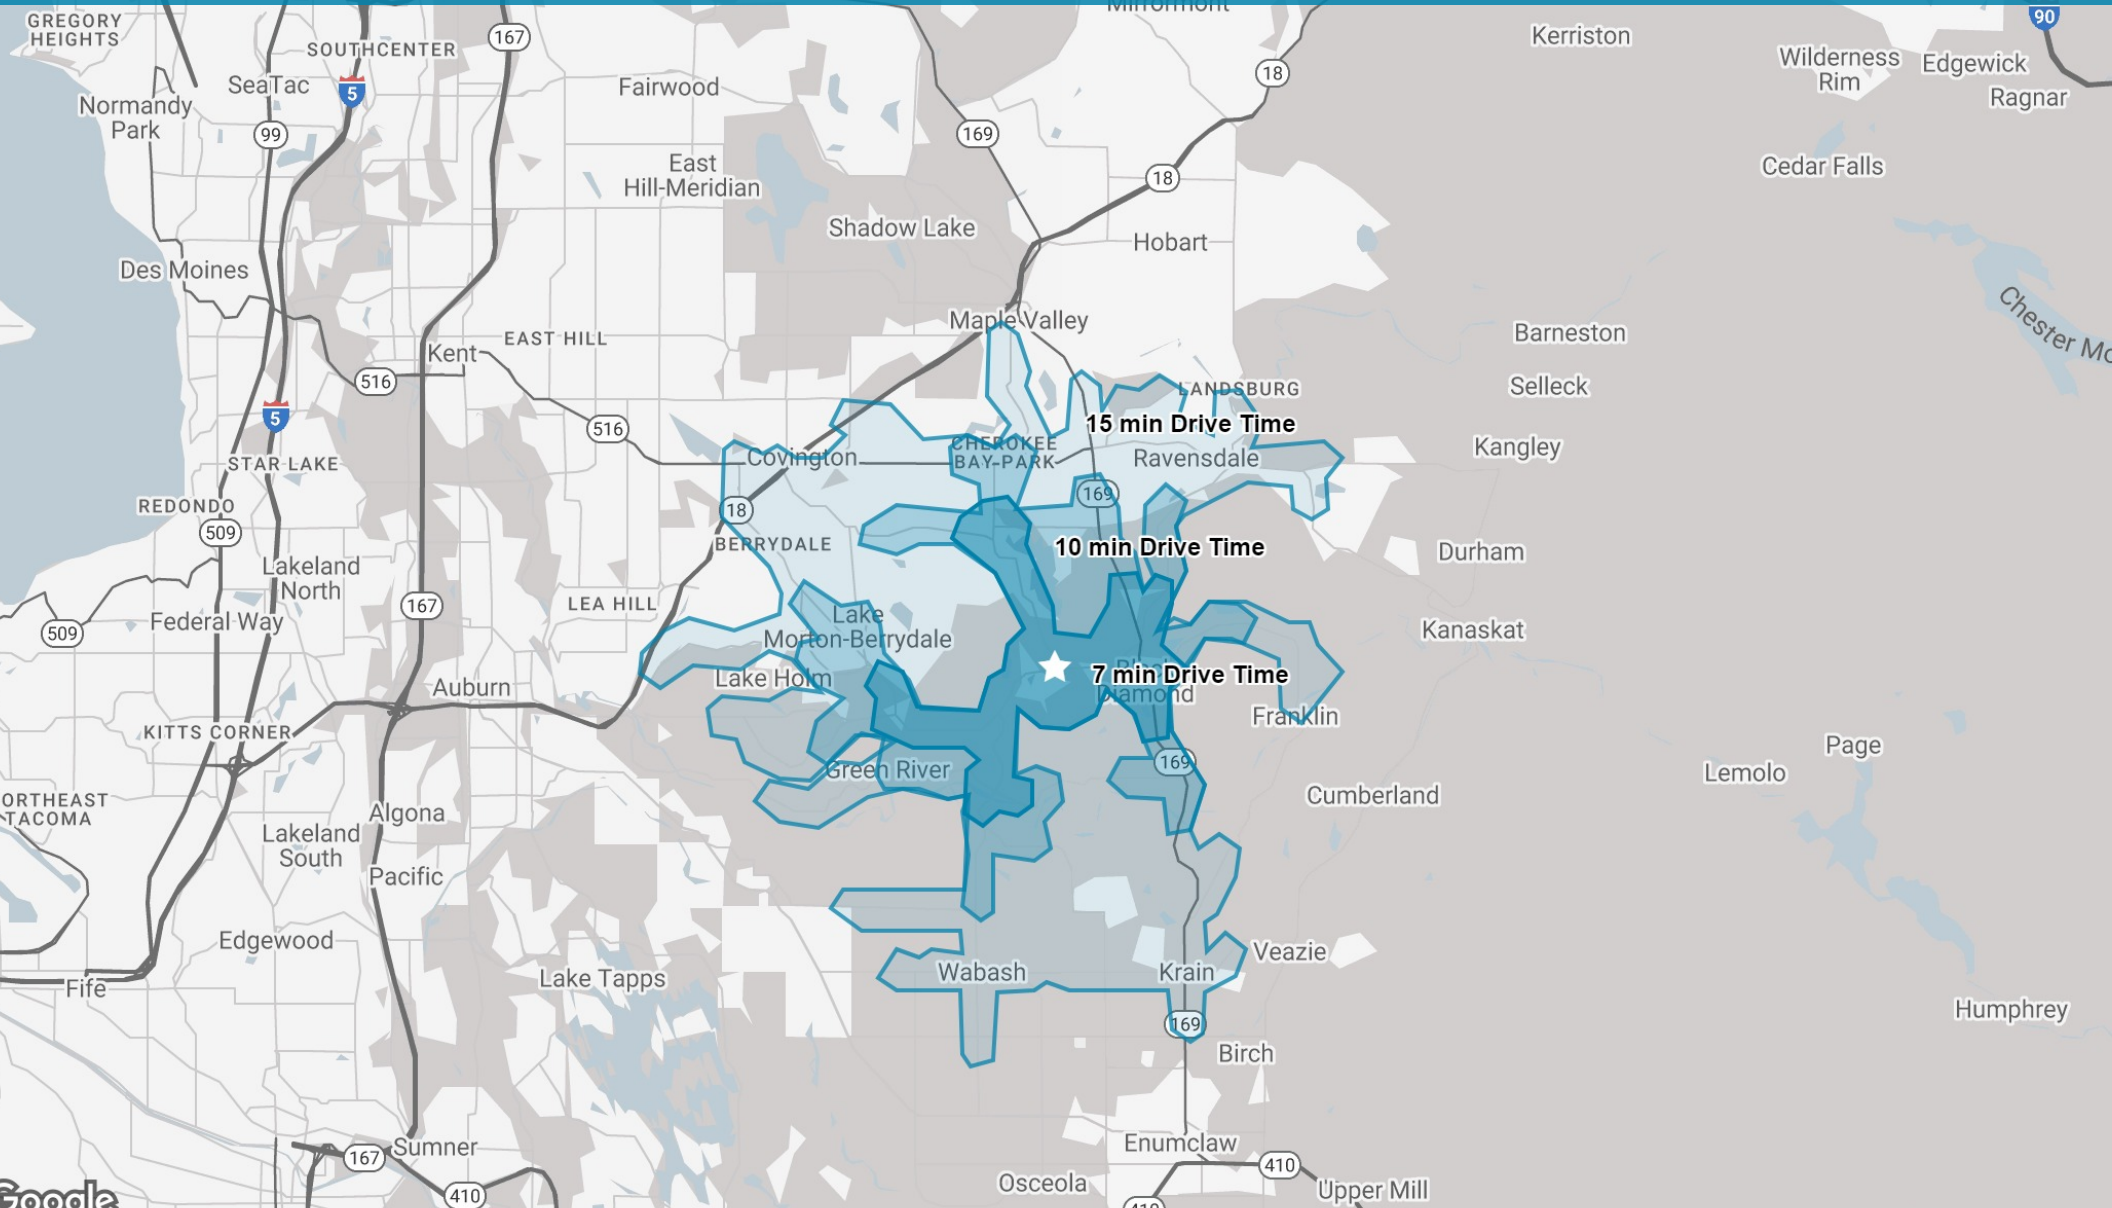 Mirrormont
GREGORY
HEIGHTS
SOUTHCENTER
167
90
Kerriston
Wilderness
Rim
Edgewick
Ragnar
SeaTac
5
Normandy
Park
99
Fairwood
18
169
East
Hill-Meridian
18
Cedar Falls
Shadow Lake
Hobart
Des Moines
Maple Valley
Barneston
EAST HILL
Kent
516
LANDSBURG
Selleck
5
516
15 min Drive Time
CHEROKEE
BAY-PARK
Covington
Ravensdale
Kangley
STAR LAKE
REDONDO
509
18
169
BERRYDALE
10 min Drive Time
Durham
Lakeland
North
167
LEA HILL
Lake
Morton-Berrydale
509
Federal Way
Kanaskat
7 min Drive Time
Diamond
Lake Holm
Auburn
Franklin
KITTS CORNER
169
Green River
Page
Lemolo
Cumberland
ORTHEAST
TACOMA
Algona
Lakeland
South
Pacific
Edgewood
Veazie
Lake Tapps
Wabash
Krain
Fife
Humphrey
169
Birch
Enumclaw
Sumner
167
410
410
Osceola
Upper Mill
410
Google